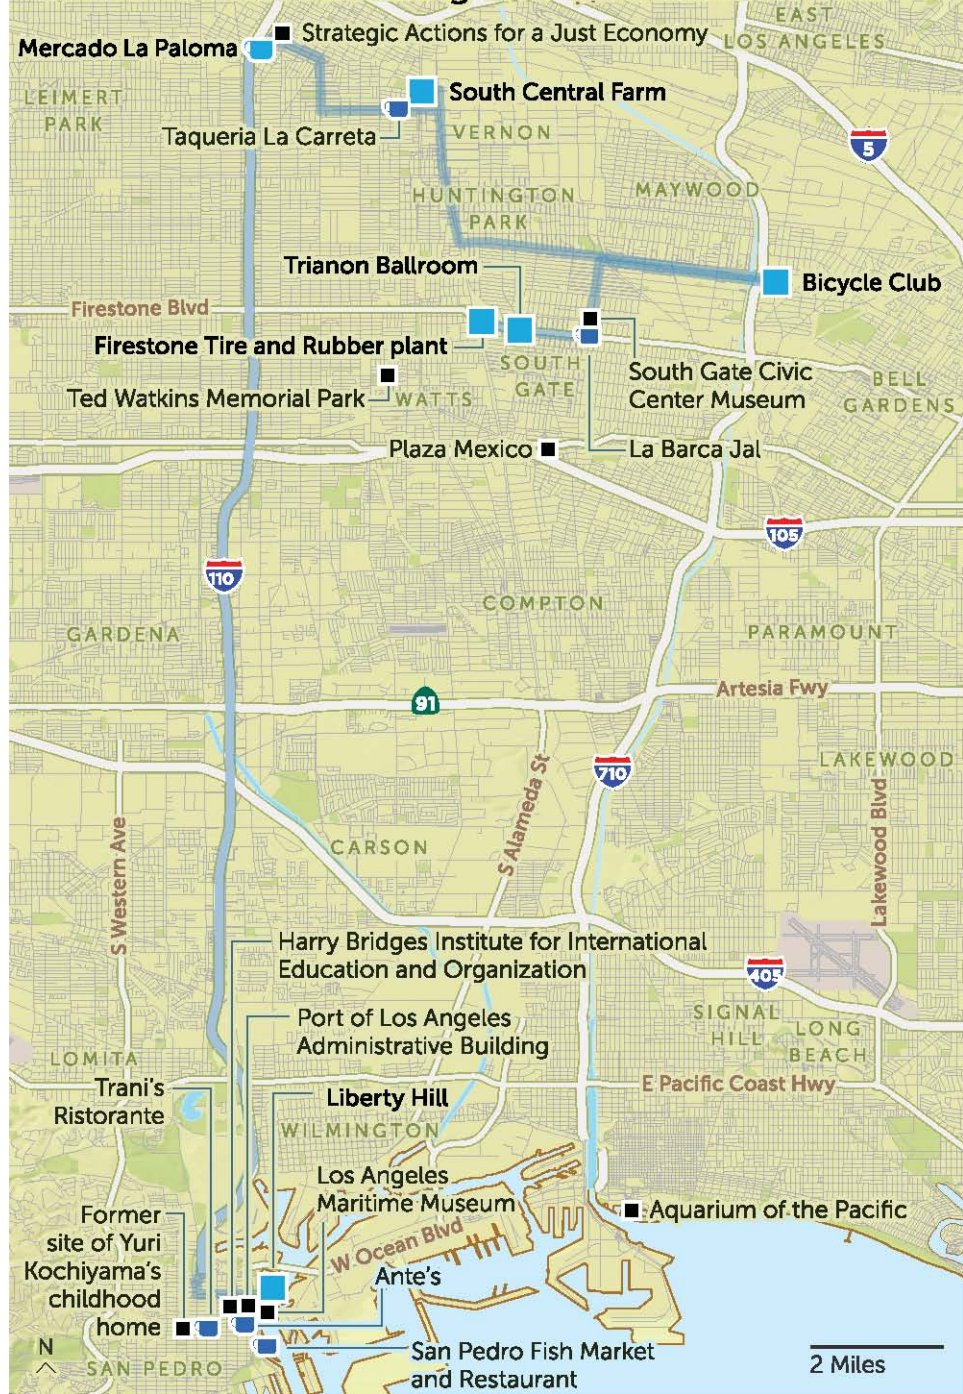 EAST
LOS ANGELES
Strategic Actions for a Just Economy
Mercado La Paloma
LEIMERT
PARK
South Central Farm
Taqueria La Carreta
VERNON
5
HUNTINGTON
PARK
MAYWOOD
Trianon Ballroom
Bicycle Club
Firestone Blvd
Firestone Tire and Rubber plant
SOUTH
GATE
South Gate Civic
Center Museum
BELL
GARDENS
Ted Watkins Memorial Park
WATTS
Plaza Mexico
La Barca Jal
105
110
COMPTON
GARDENA
PARAMOUNT
Artesia Fwy
91
LAKEWOOD
710
S Alameda St
Lakewood Blvd
S Western Ave
CARSON
Harry Bridges Institute for International
Education and Organization
405
Port of Los Angeles
Administrative Building
SIGNAL
HILL
LONG
BEACH
LOMITA
E Pacific Coast Hwy
Trani's
Ristorante
Liberty Hill
WILMINGTON
Los Angeles
Maritime Museum
Aquarium of the Pacific
Former
site of Yuri
Kochiyama's
childhood
home
W Ocean Blvd
Ante's
San Pedro Fish Market
and Restaurant
N
SAN PEDRO
2 Miles